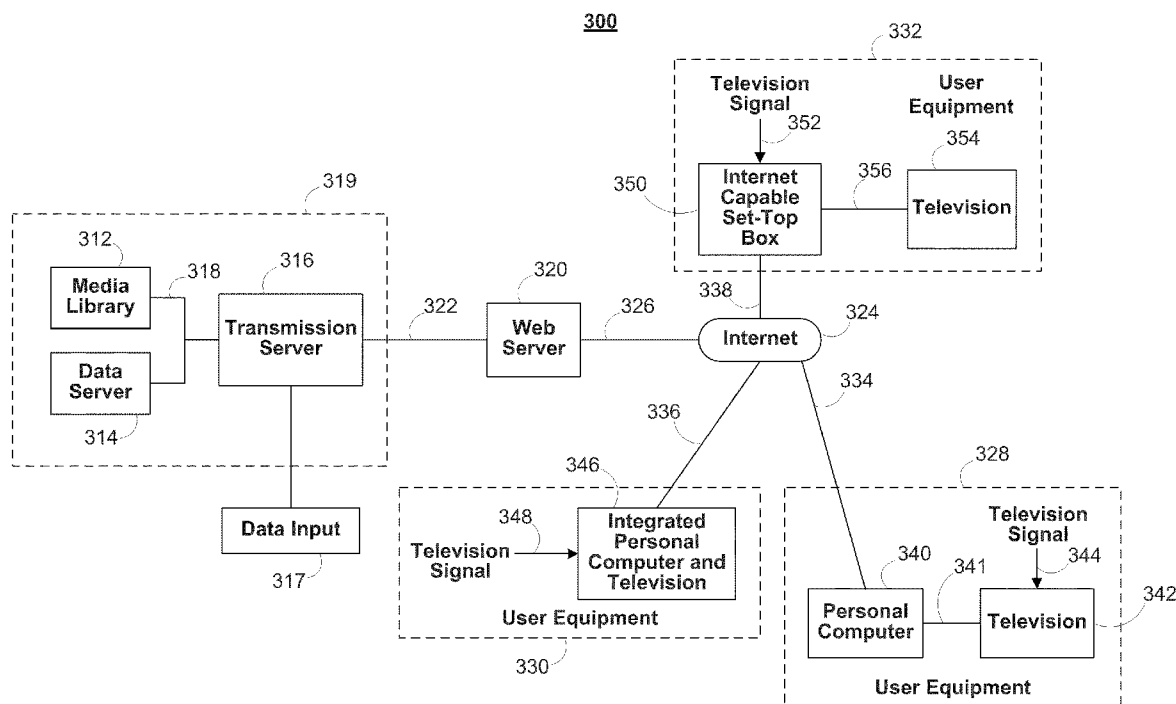 300
332
Television
Signal
User
Equipment
352
354
350
Internet
Capable
Set-Top
Box
356
Television
319
312
318
316
Media
Library
Transmission
Server
Data
Server
314
322
320
Web
Server
326
338
Internet
324
336
334
Data Input
317
346
348
Television
Signal
Integrated
Personal
Computer and
Television
User Equipment
330
328
Television
Signal
340
341
344
342
Personal
Computer
Television
User Equipment